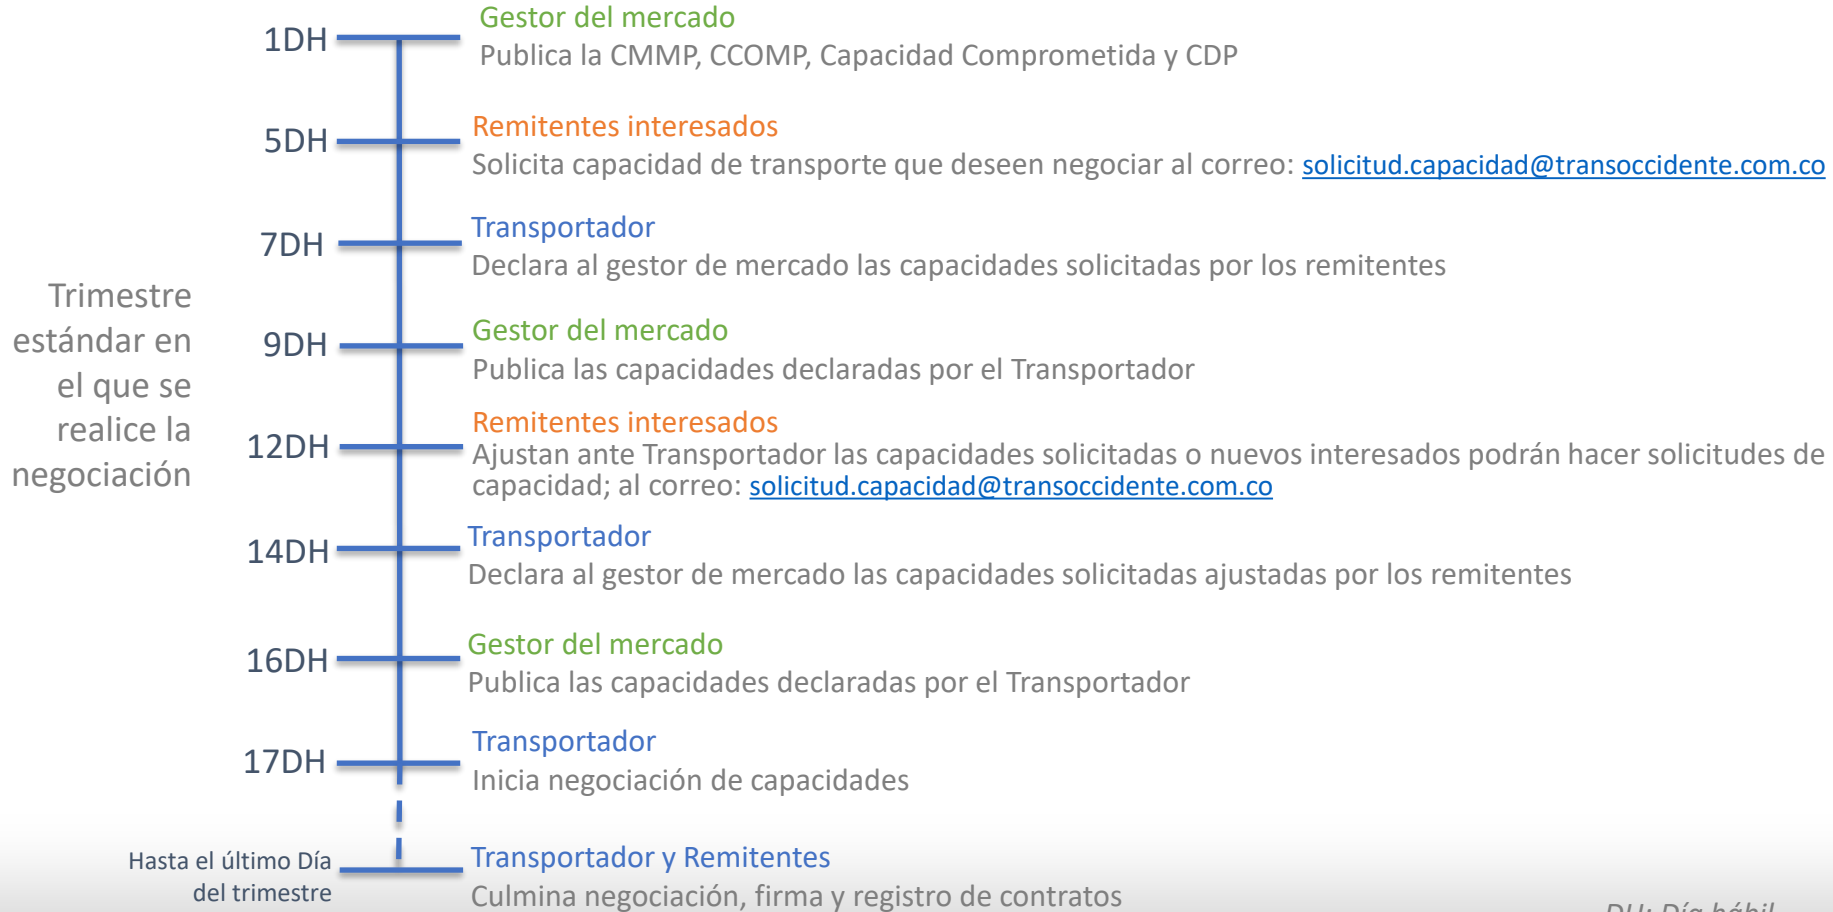 1DH
Gestor del mercado
Publica la CMMP, CCOMP, Capacidad Comprometida y CDP
5DH
Remitentes interesados
Solicita capacidad de transporte que deseen negociar al correo: solicitud.capacidad@transoccidente.com.co
7DH
Transportador
Declara al gestor de mercado las capacidades solicitadas por los remitentes
Trimestre
estándar en
el que se
realice la
negociación
9DH
Gestor del mercado
Publica las capacidades declaradas por el Transportador
12DH
Remitentes interesados
Ajustan ante Transportador las capacidades solicitadas o nuevos interesados podrán hacer solicitudes de
capacidad; al correo: solicitud.capacidad@transoccidente.com.co
14DH
Transportador
Declara al gestor de mercado las capacidades solicitadas ajustadas por los remitentes
16DH
Gestor del mercado
Publica las capacidades declaradas por el Transportador
17DH
Transportador
Inicia negociación de capacidades
Hasta el último Día
del trimestre
Transportador y Remitentes
Culmina negociación, firma y registro de contratos
DH: Día hábil